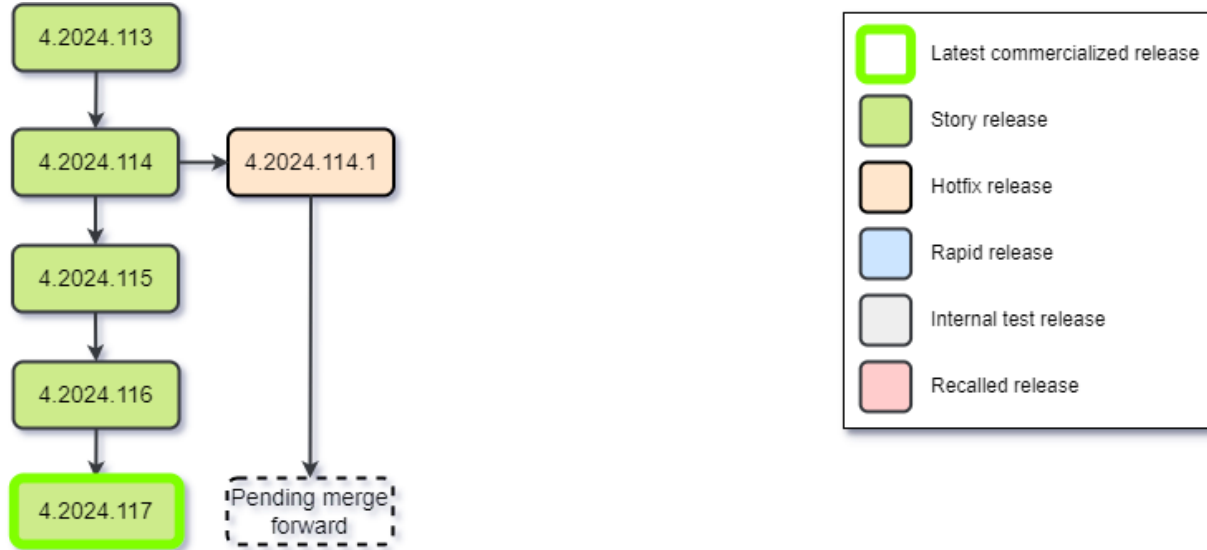 4.2024.113
4.2024.114
4.2024.114.1
4.2024.115
4.2024.116
4.2024.117
Pending merge
forward
Latest commercialized release
Story release
Hotfix release
Rapid release
Internal test release
Recalled release